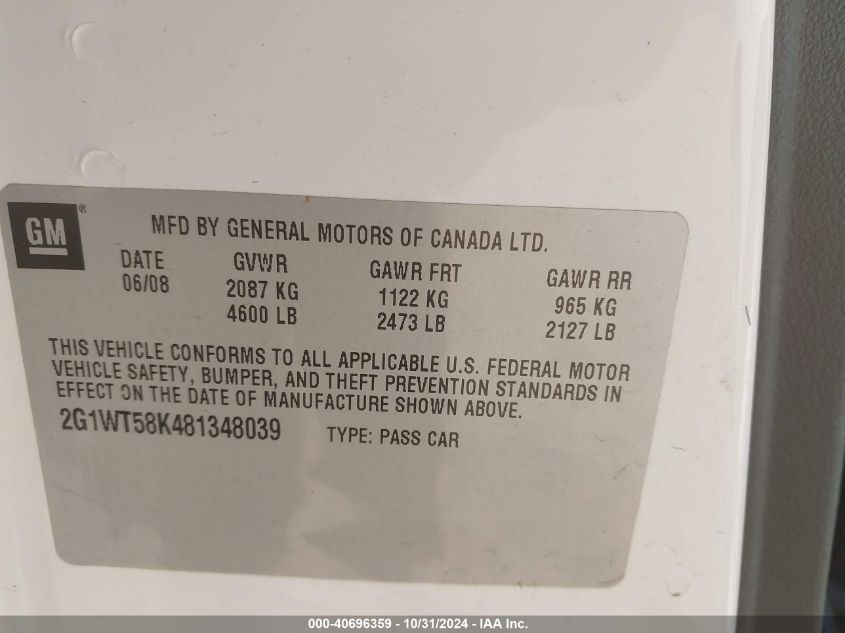 GM®
MFD BY GENERAL MOTORS OF CANADA LTD.
DATE GVWR GAWR FRT GAWR RR
06/08 2087 KG 1122 KG 965 KG
4600 LB 2473 LB 2127 LB
THIS VEHICLE CONFORMS TO ALL APPLICABLE U.S. FEDERAL MOTOR
VEHICLE SAFETY, BUMPER, AND THEFT PREVENTION STANDARDS IN
EFFECT ON THE DATE OF MANUFACTURE SHOWN ABOVE.
2G1WT58K481348039 TYPE: PASS CAR
000-40696359 - 10/31/2024 - IAA Inc.